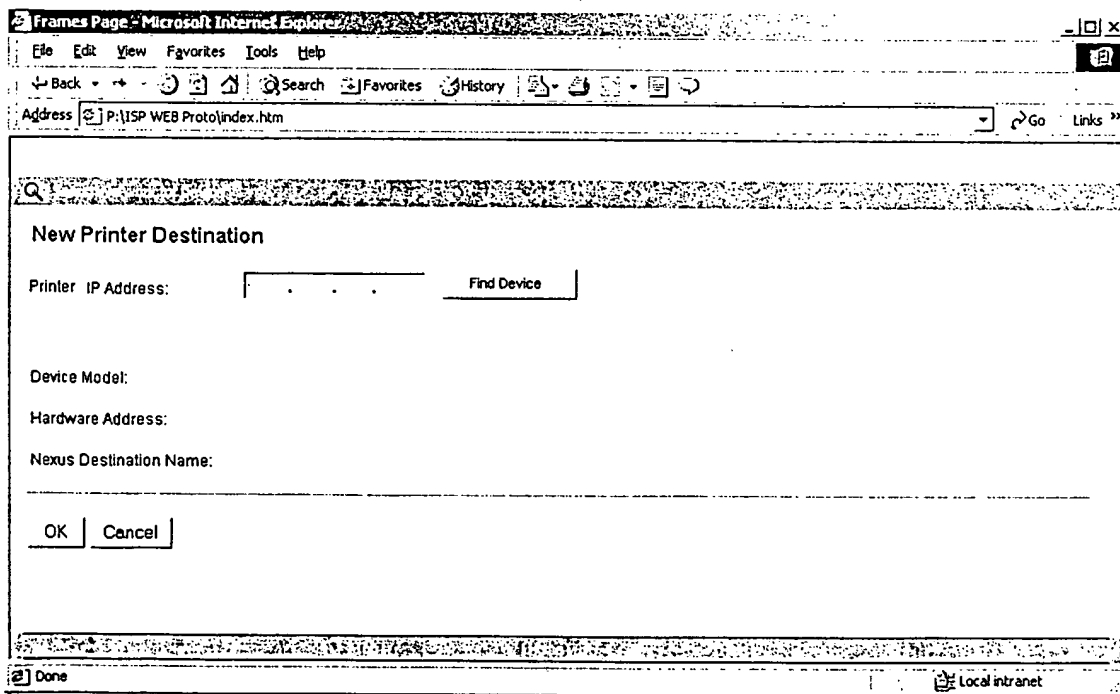 Frames Page - Microsoft Internet Explorer
File Edit View Favorites Tools Help
Back Search Favorites History
Address P:\ISP WEB Proto\index.htm Go Links »
New Printer Destination
Printer IP Address: . . . Find Device
Device Model:
Hardware Address:
Nexus Destination Name:
OK Cancel
Done Local intranet